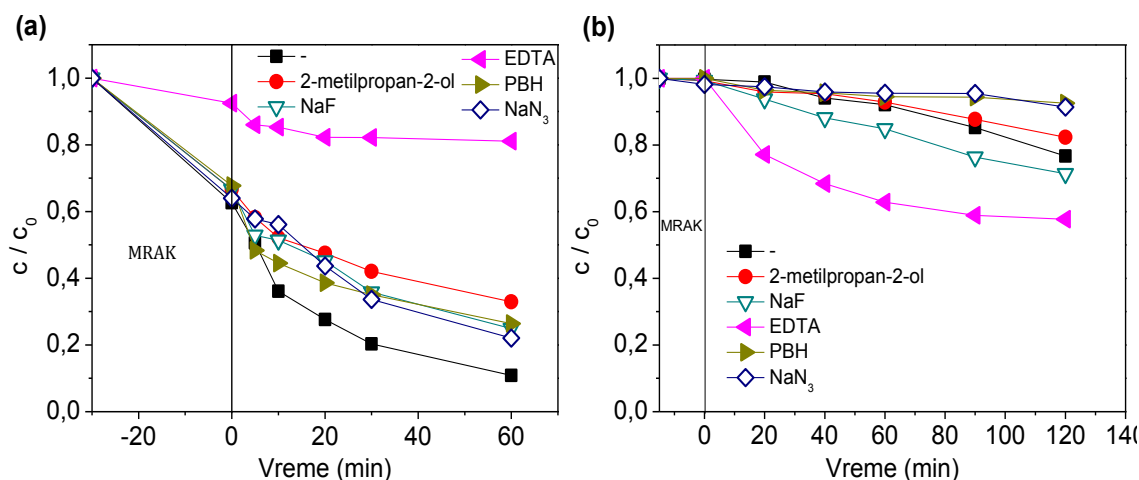 (a)
-
2-metilpropan-2-ol
NaF
EDTA
PBH
NaN3
1,0
0,8
0,6
0,4
0,2
0,0
c / c0
MRAK
-20
0
20
40
60
Vreme (min)
(b)
1,0
0,8
0,6
0,4
0,2
0,0
c / c0
MRAK
-
2-metilpropan-2-ol
NaF
EDTA
PBH
NaN3
0
20
40
60
80
100
120
140
Vreme (min)